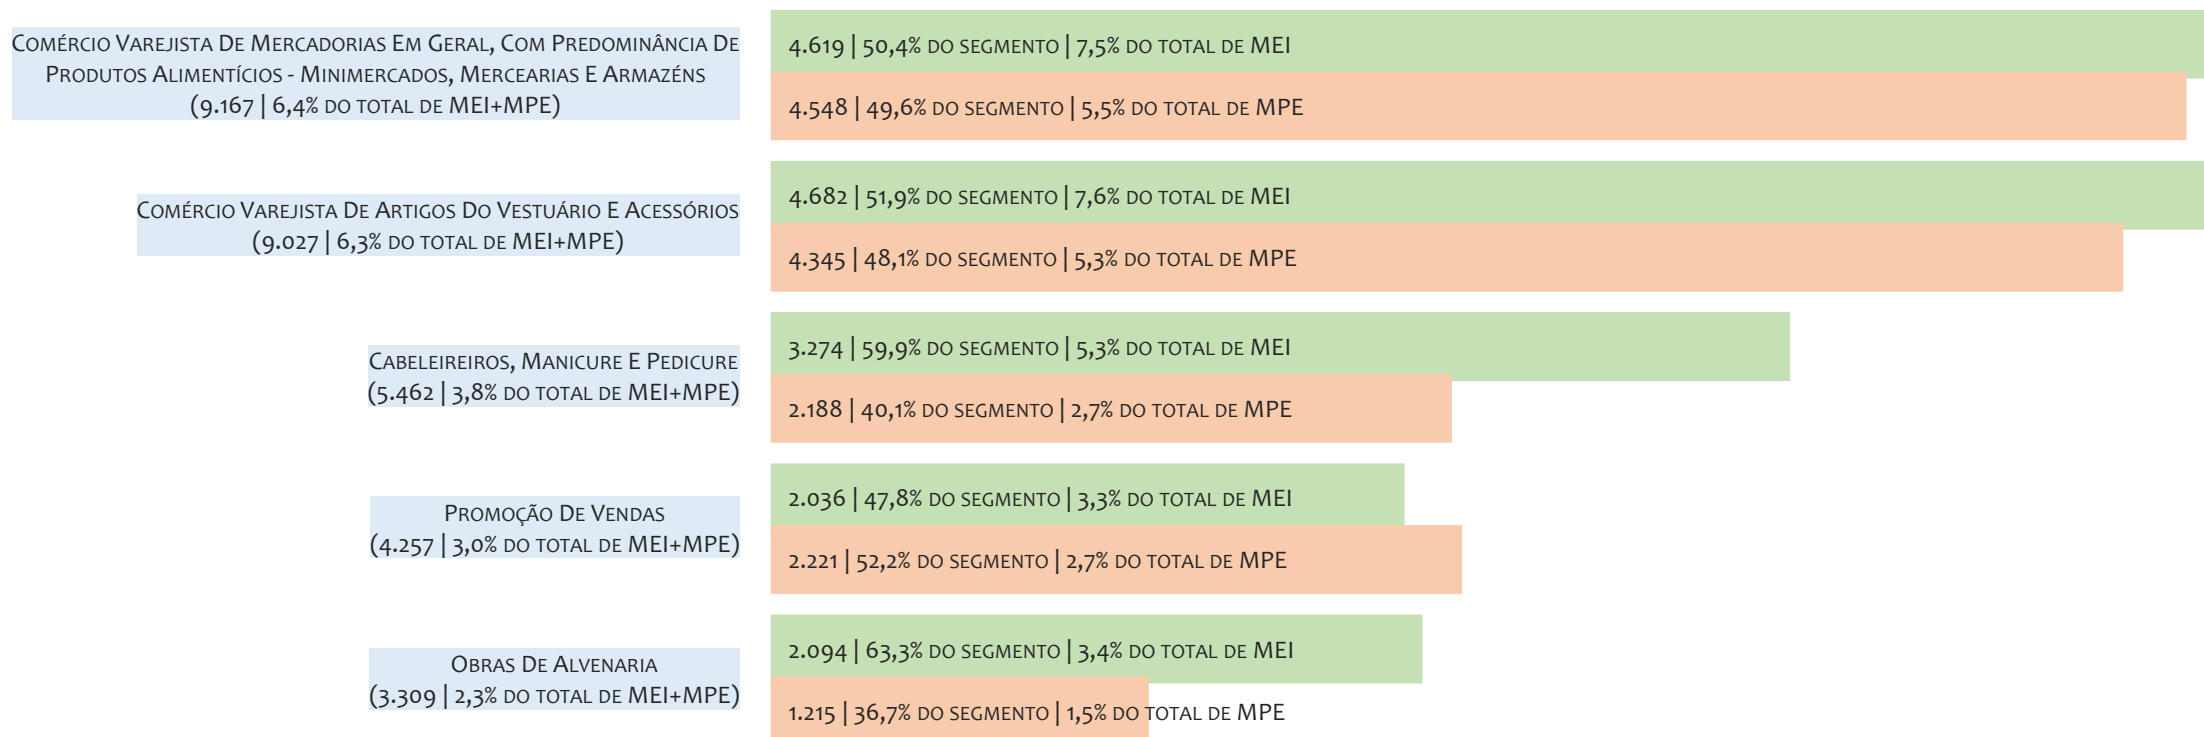 Comércio Varejista De Mercadorias Em Geral, Com Predominância De
Produtos Alimentícios - Minimercados, Mercearias E Armazéns
(9.167 | 6,4% do total de MEI+MPE)
4.619 | 50,4% do segmento | 7,5% do total de MEI
4.548 | 49,6% do segmento | 5,5% do total de MPE
Comércio Varejista De Artigos Do Vestuário E Acessórios
(9.027 | 6,3% do total de MEI+MPE)
4.682 | 51,9% do segmento | 7,6% do total de MEI
4.345 | 48,1% do segmento | 5,3% do total de MPE
Cabeleireiros, Manicure E Pedicure
(5.462 | 3,8% do total de MEI+MPE)
3.274 | 59,9% do segmento | 5,3% do total de MEI
2.188 | 40,1% do segmento | 2,7% do total de MPE
Promoção De Vendas
(4.257 | 3,0% do total de MEI+MPE)
2.036 | 47,8% do segmento | 3,3% do total de MEI
2.221 | 52,2% do segmento | 2,7% do total de MPE
Obras De Alvenaria
(3.309 | 2,3% do total de MEI+MPE)
2.094 | 63,3% do segmento | 3,4% do total de MEI
1.215 | 36,7% do segmento | 1,5% do total de MPE